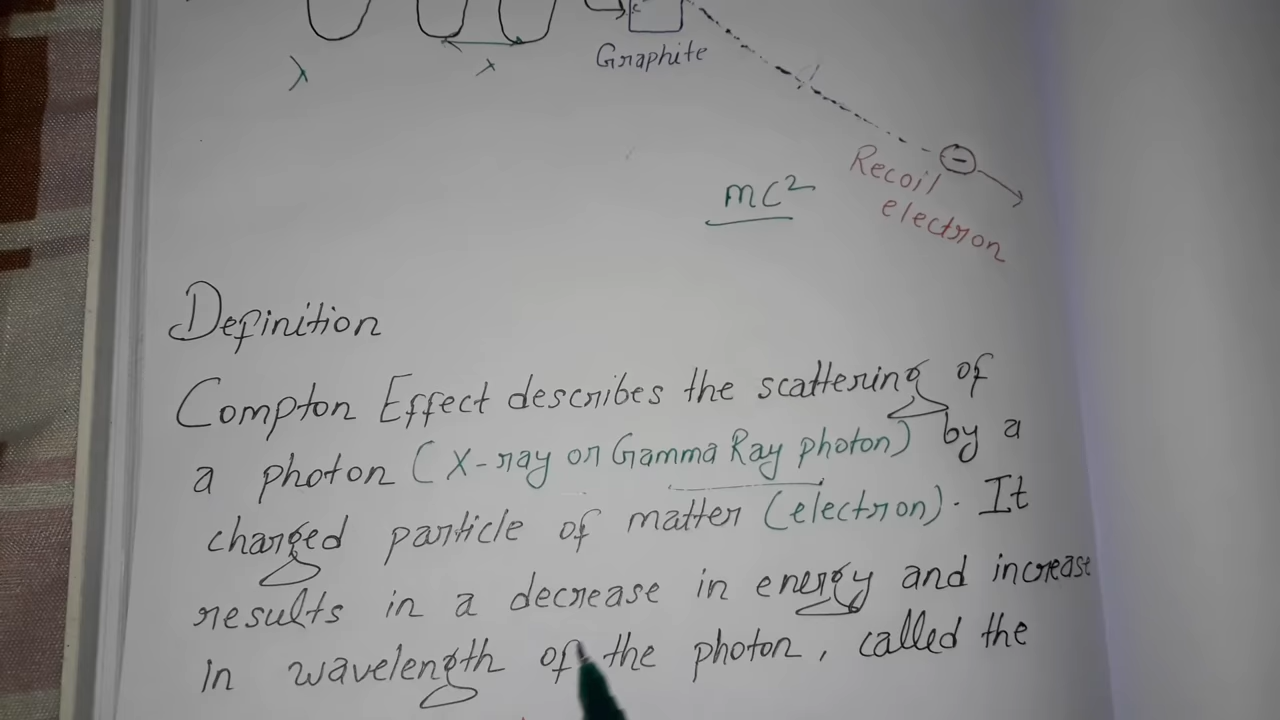 λ
λ
Graphite
Recoil
electron
mc²
Definition
Compton Effect describes the scattering of
a photon (X-ray or Gamma Ray photon) by a
charged particle of matter (electron). It
results in a decrease in energy and increase
in wavelength of the photon, called the